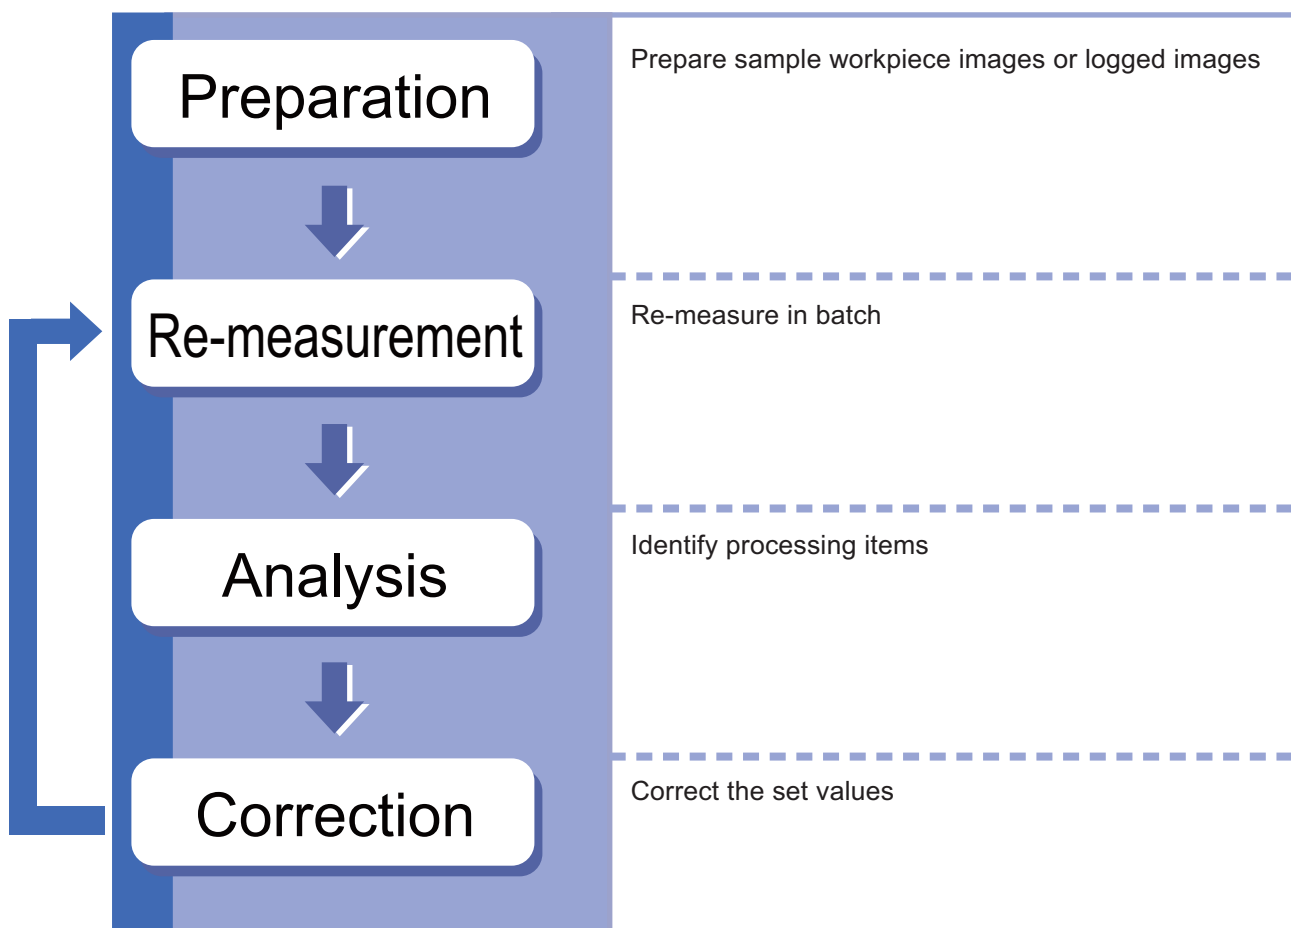 Preparation
Prepare sample workpiece images or logged images
Re-measurement
Re-measure in batch
Analysis
Identify processing items
Correction
Correct the set values